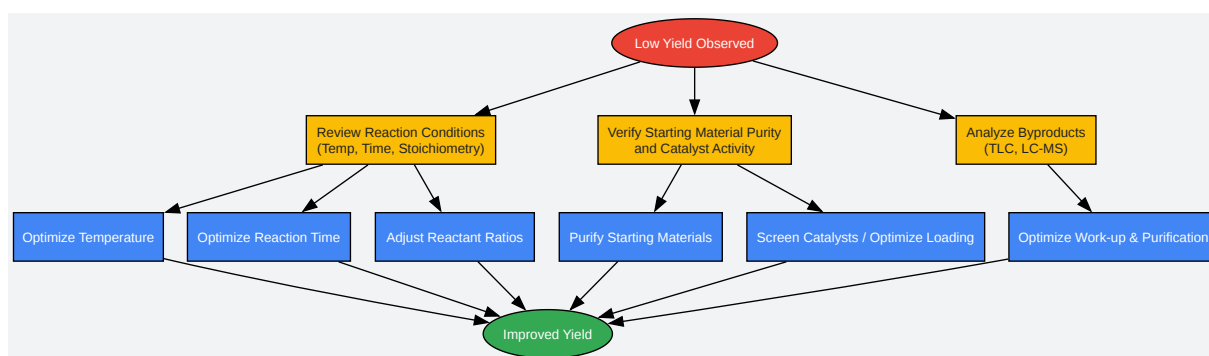 Low Yield Observed
Review Reaction Conditions
(Temp, Time, Stoichiometry)
Verify Starting Material Purity
and Catalyst Activity
Analyze Byproducts
(TLC, LC-MS)
Optimize Temperature
Optimize Reaction Time
Adjust Reactant Ratios
Purify Starting Materials
Screen Catalysts / Optimize Loading
Optimize Work-up & Purification
Improved Yield